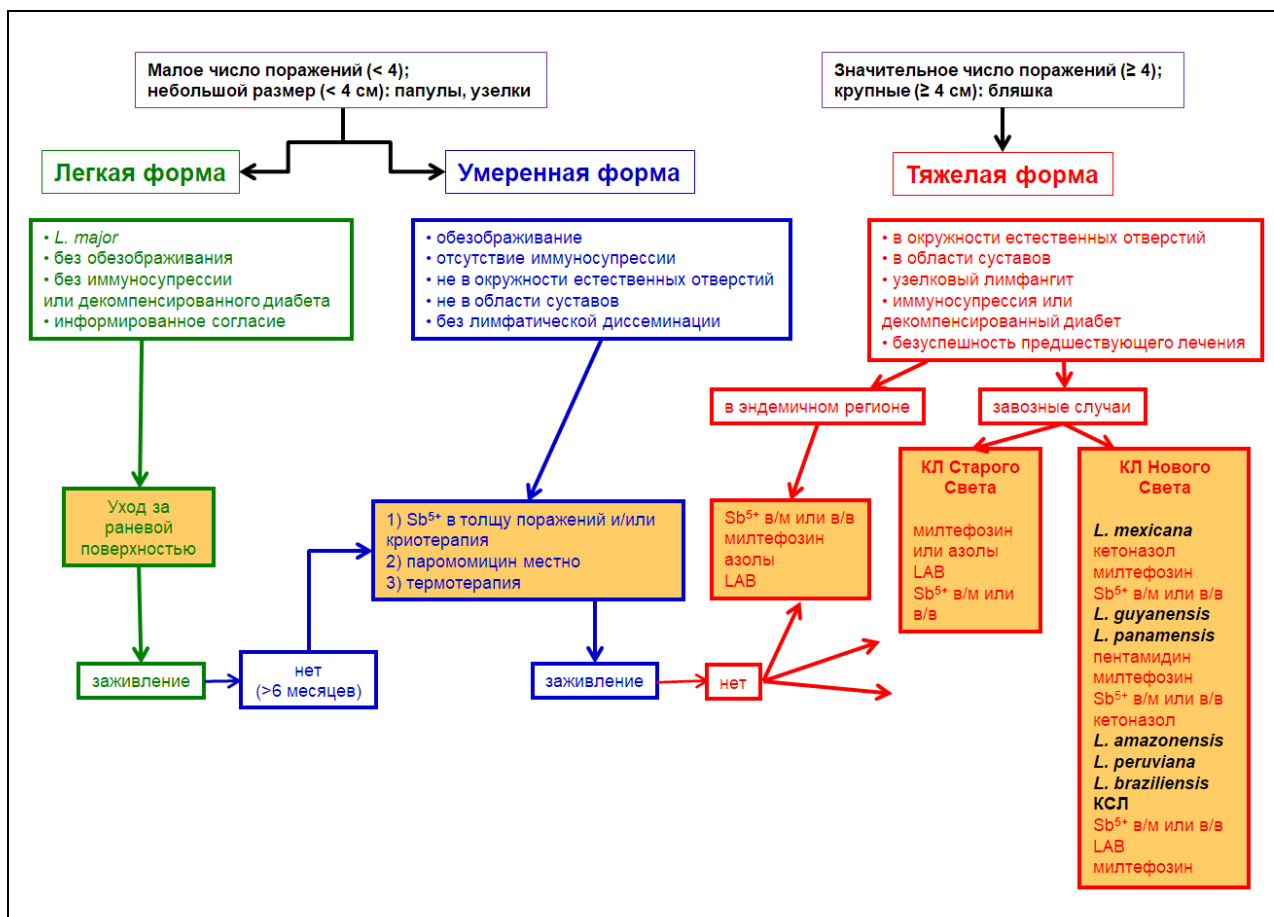 Малое число поражений (< 4);
небольшой размер (< 4 см): папулы, узелки
Значительное число поражений (≥ 4);
крупные (≥ 4 см): бляшка
Легкая форма
Умеренная форма
Тяжелая форма
• L. major
• без обезображивания
• без иммуносупрессии
или декомпенсированного диабета
• информированное согласие
• обезображивание
• отсутствие иммуносупрессии
• не в окружности естественных отверстий
• не в области суставов
• без лимфатической диссеминации
• в окружности естественных отверстий
• в области суставов
• узелковый лимфангит
• иммуносупрессия или
декомпенсированный диабет
• безуспешность предшествующего лечения
в эндемичном регионе
завозные случаи
Уход за
раневой
поверхностью
1) Sb⁵⁺ в толщу поражений и/или
криотерапия
2) паромомицин местно
3) термотерапия
Sb⁵⁺ в/м или в/в
милтефозин
азолы
LAB
КЛ Старого
Света
милтефозин
или азолы
LAB
Sb⁵⁺ в/м или
в/в
КЛ Нового
Света
L. mexicana
кетоназол
милтефозин
Sb⁵⁺ в/м или в/в
L. guyanensis
L. panamensis
пентамидин
милтефозин
Sb⁵⁺ в/м или в/в
кетоназол
L. amazonensis
L. peruviana
L. braziliensis
КСЛ
Sb⁵⁺ в/м или в/в
LAB
милтефозин
заживление
нет
(>6 месяцев)
заживление
нет